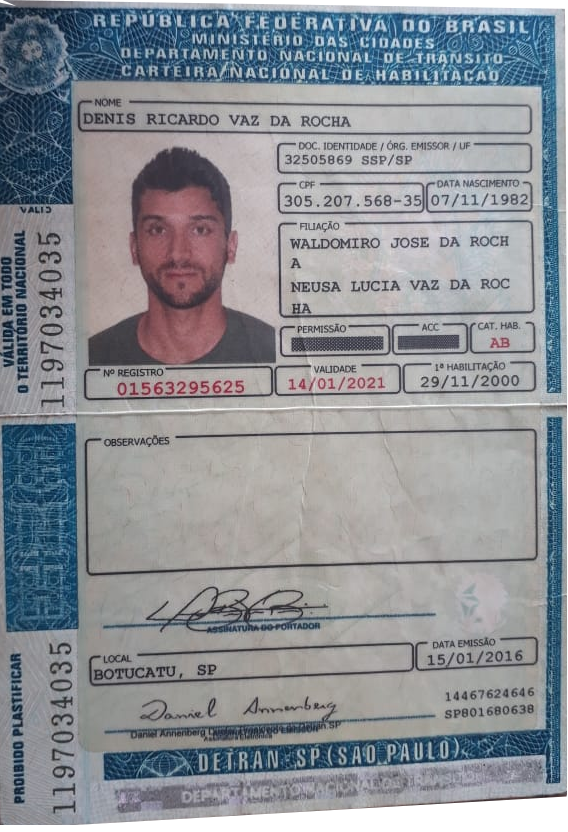 REPÚBLICA FEDERATIVA DO BRASIL
MINISTÉRIO DAS CIDADES
DEPARTAMENTO NACIONAL DE TRÂNSITO
CARTEIRA NACIONAL DE HABILITAÇÃO
NOME
DENIS RICARDO VAZ DA ROCHA
DOC. IDENTIDADE / ÓRG. EMISSOR / UF
32505869 SSP/SP
CPF
305.207.568-35
DATA NASCIMENTO
07/11/1982
FILIAÇÃO
WALDOMIRO JOSE DA ROCH
A
NEUSA LUCIA VAZ DA ROC
HA
PERMISSÃO
ACC
CAT. HAB.
AB
Nº REGISTRO
01563295625
VALIDADE
14/01/2021
1ª HABILITAÇÃO
29/11/2000
VÁLIDA EM TODO
O TERRITÓRIO NACIONAL
1197034035
OBSERVAÇÕES
ASSINATURA DO PORTADOR
LOCAL
BOTUCATU, SP
DATA EMISSÃO
15/01/2016
Daniel Annenberg
14467624646
SP801680638
Daniel Annenberg
PROIBIDO PLASTIFICAR
1197034035
DETRAN-SP (SAO PAULO)
DEPARTAMENTO NACIONAL DE